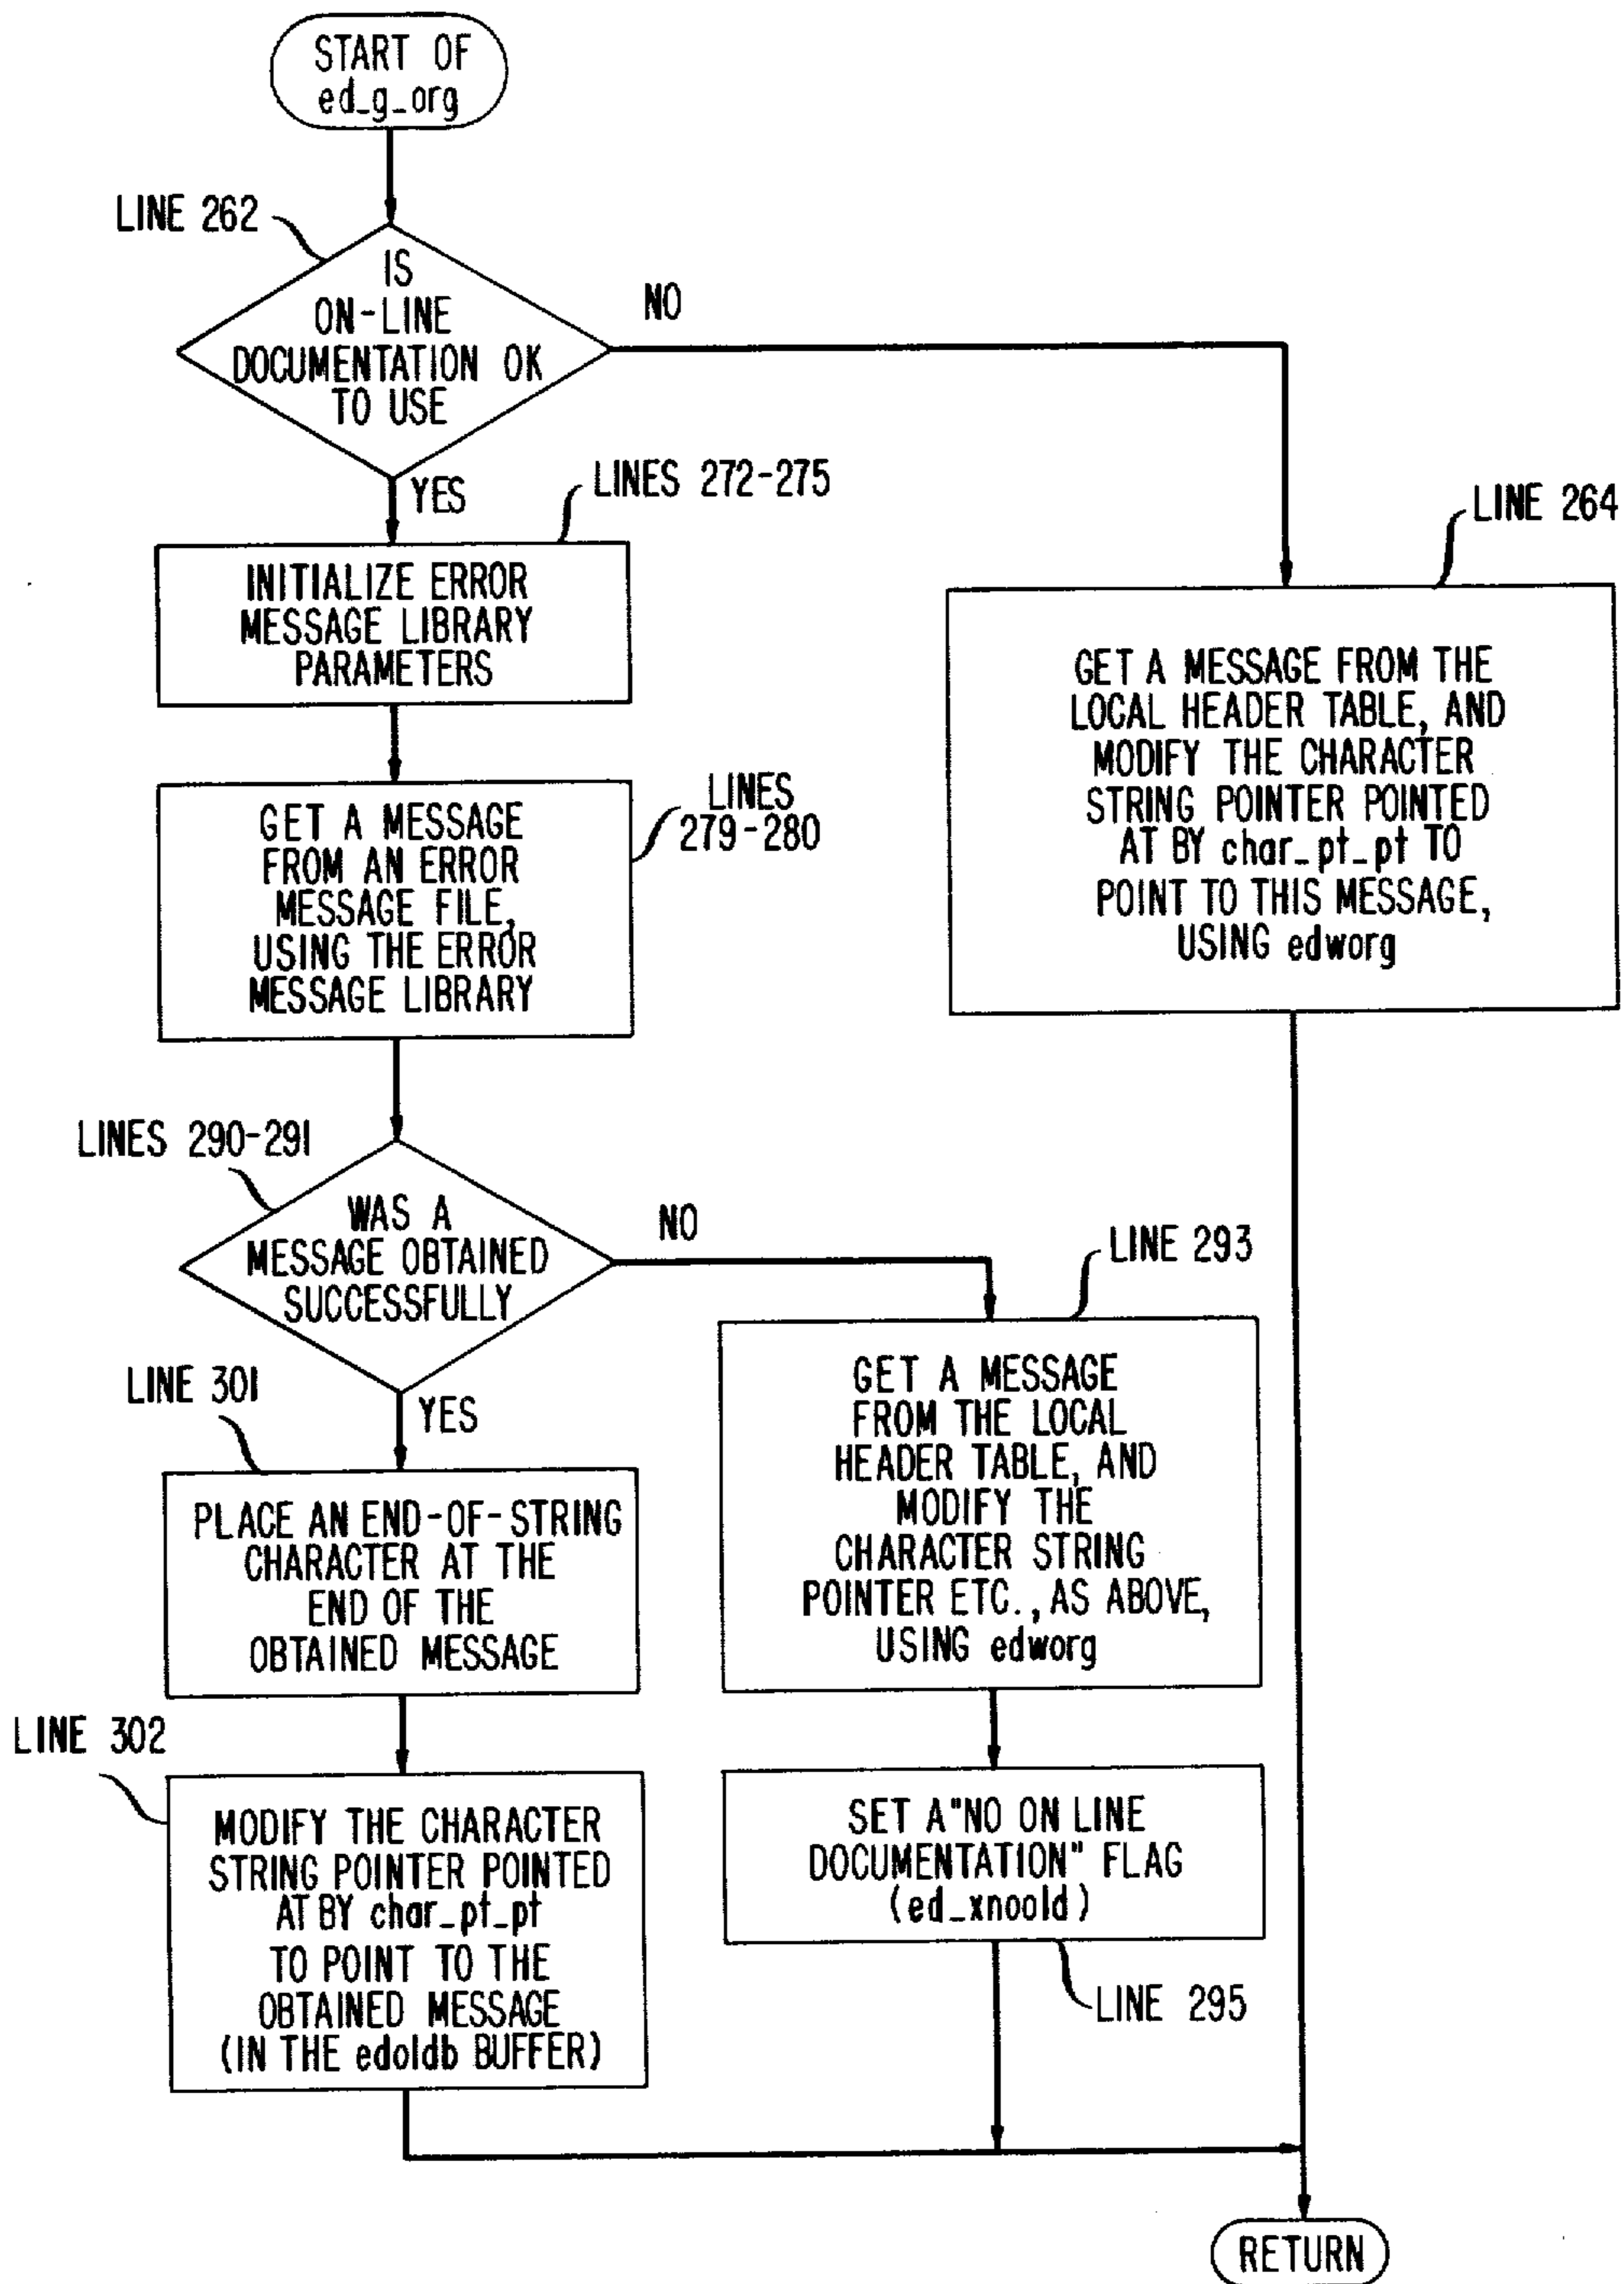 START OF
ed_g_org
LINE 262
IS
ON-LINE
DOCUMENTATION OK
TO USE
NO
YES
LINES 272-275
INITIALIZE ERROR
MESSAGE LIBRARY
PARAMETERS
LINE 264
GET A MESSAGE FROM THE
LOCAL HEADER TABLE, AND
MODIFY THE CHARACTER
STRING POINTER POINTED
AT BY char_pt_pt TO
POINT TO THIS MESSAGE,
USING edworg
LINES
279-280
GET A MESSAGE
FROM AN ERROR
MESSAGE FILE,
USING THE ERROR
MESSAGE LIBRARY
LINES 290-291
WAS A
MESSAGE OBTAINED
SUCCESSFULLY
NO
YES
LINE 293
GET A MESSAGE
FROM THE LOCAL
HEADER TABLE, AND
MODIFY THE
CHARACTER STRING
POINTER ETC., AS ABOVE,
USING edworg
LINE 301
PLACE AN END-OF-STRING
CHARACTER AT THE
END OF THE
OBTAINED MESSAGE
LINE 302
MODIFY THE CHARACTER
STRING POINTER POINTED
AT BY char_pt_pt
TO POINT TO THE
OBTAINED MESSAGE
(IN THE edoldb BUFFER)
SET A "NO ON LINE
DOCUMENTATION" FLAG
(ed_xnoold)
LINE 295
RETURN